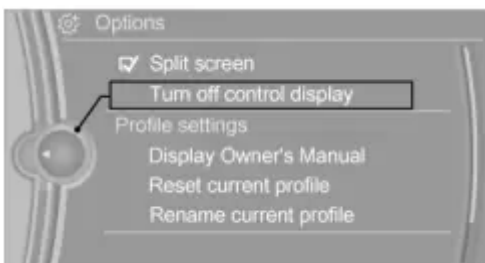 Options
Split screen
Turn off control display
Profile settings
Display Owner's Manual
Reset current profile
Rename current profile